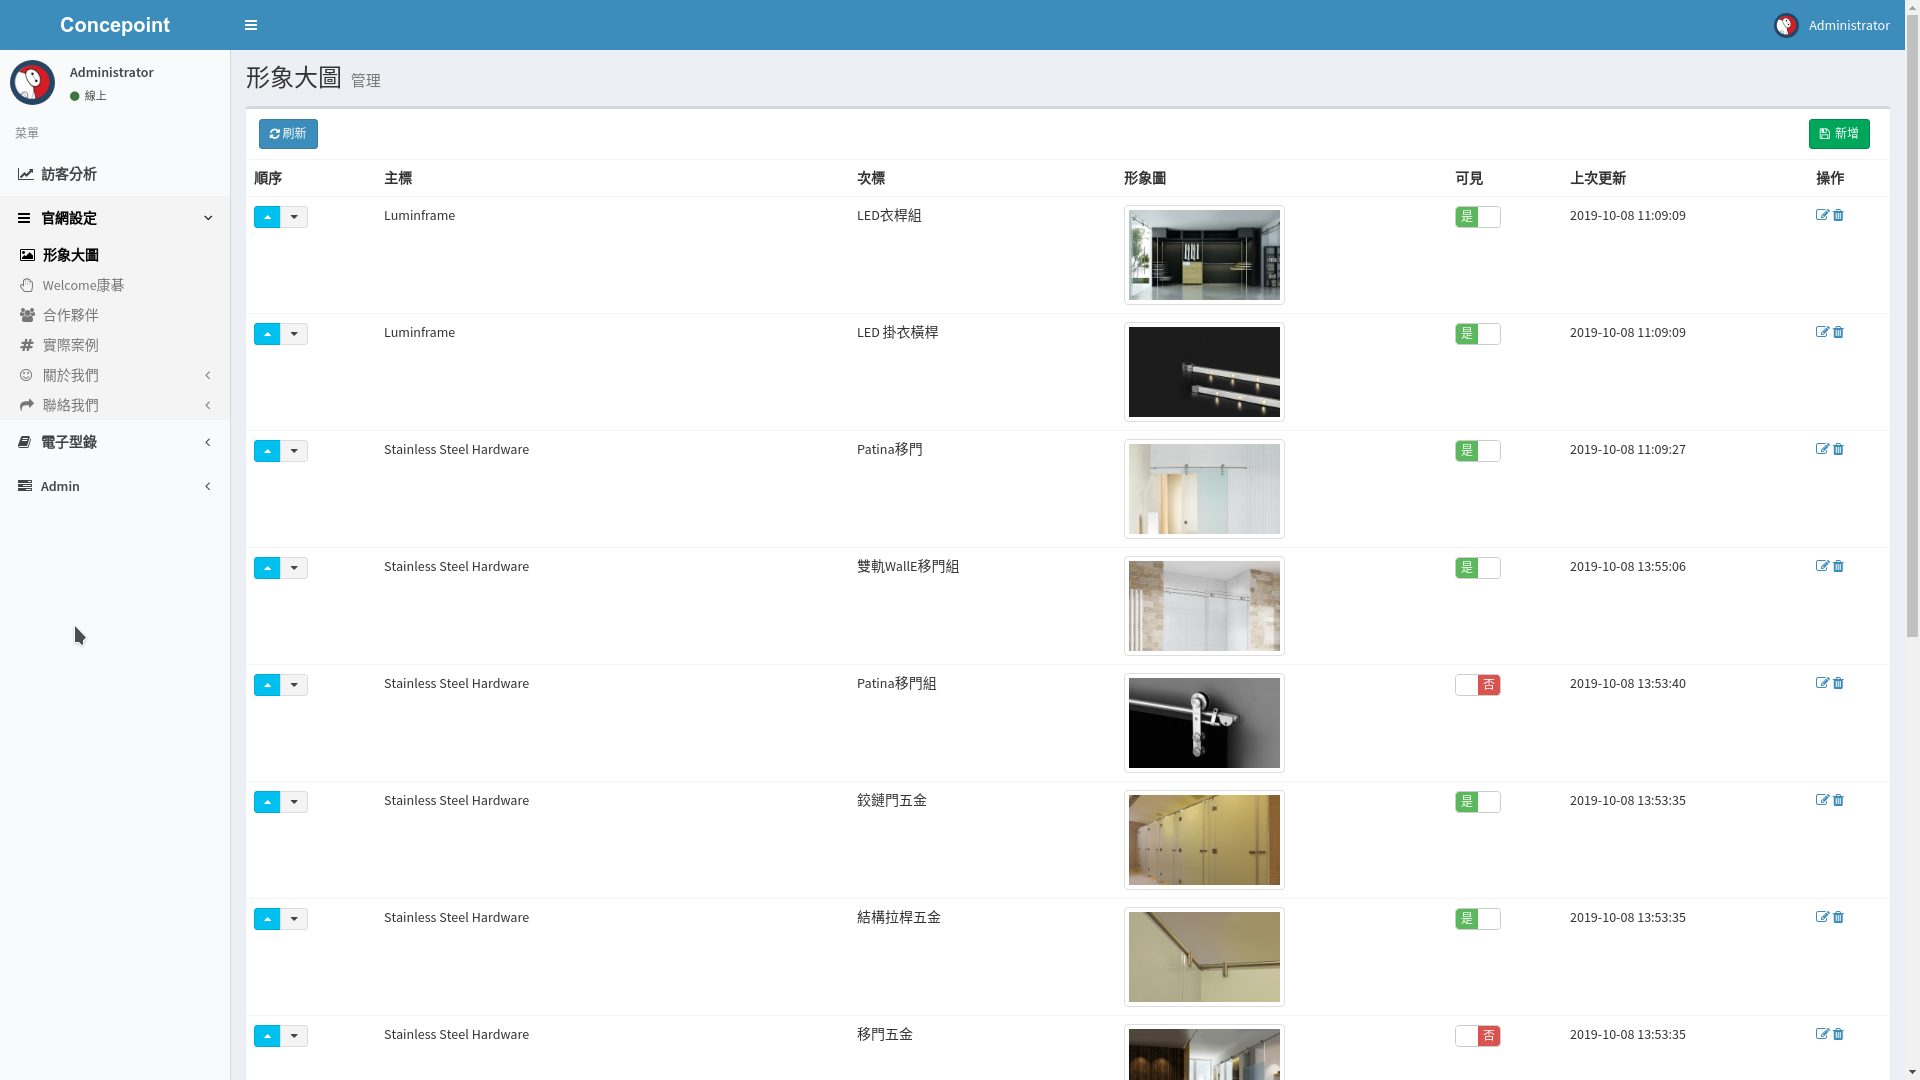 Concepoint
Administrator
Administrator
線上
菜單
訪客分析
官網設定
形象大圖
Welcome康碁
合作夥伴
實際案例
關於我們
聯絡我們
電子型錄
Admin
形象大圖 管理
刷新
新增
順序 主標 次標 形象圖 可見 上次更新 操作
Luminframe LED衣桿組 是 2019-10-08 11:09:09
Luminframe LED 掛衣橫桿 是 2019-10-08 11:09:09
Stainless Steel Hardware Patina移門 是 2019-10-08 11:09:27
Stainless Steel Hardware 雙軌WallE移門組 是 2019-10-08 13:55:06
Stainless Steel Hardware Patina移門組 否 2019-10-08 13:53:40
Stainless Steel Hardware 鉸鏈門五金 是 2019-10-08 13:53:35
Stainless Steel Hardware 結構拉桿五金 是 2019-10-08 13:53:35
Stainless Steel Hardware 移門五金 否 2019-10-08 13:53:35